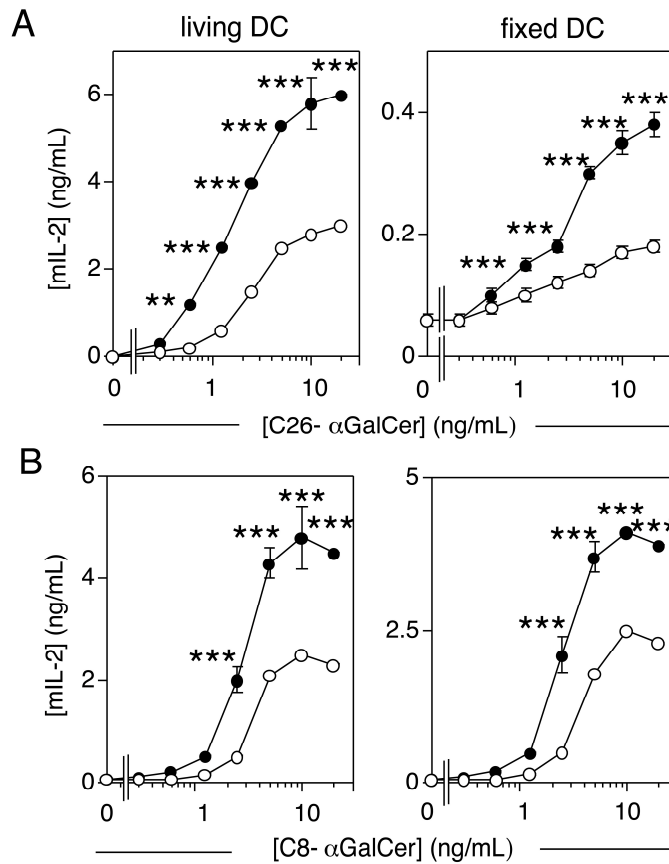 A
living DC
fixed DC
[mIL-2] (ng/mL)
6
4
2
0
** *** *** *** *** ***
0 1 10
0.4
0.2
0
*** *** *** *** ***
0 1 10
[C26- αGalCer] (ng/mL)
B
[mIL-2] (ng/mL)
6
4
2
0
*** *** *** ***
0 1 10
5
2.5
0
*** *** *** ***
0 1 10
[C8- αGalCer] (ng/mL)